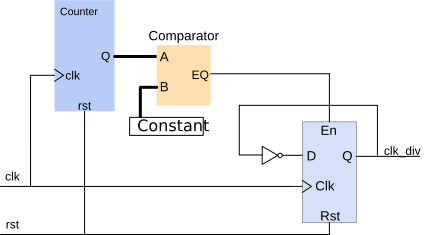 Counter
Comparator
Q
A
clk
EQ
B
rst
Constant
En
clk_div
D
Q
clk
Clk
Rst
rst